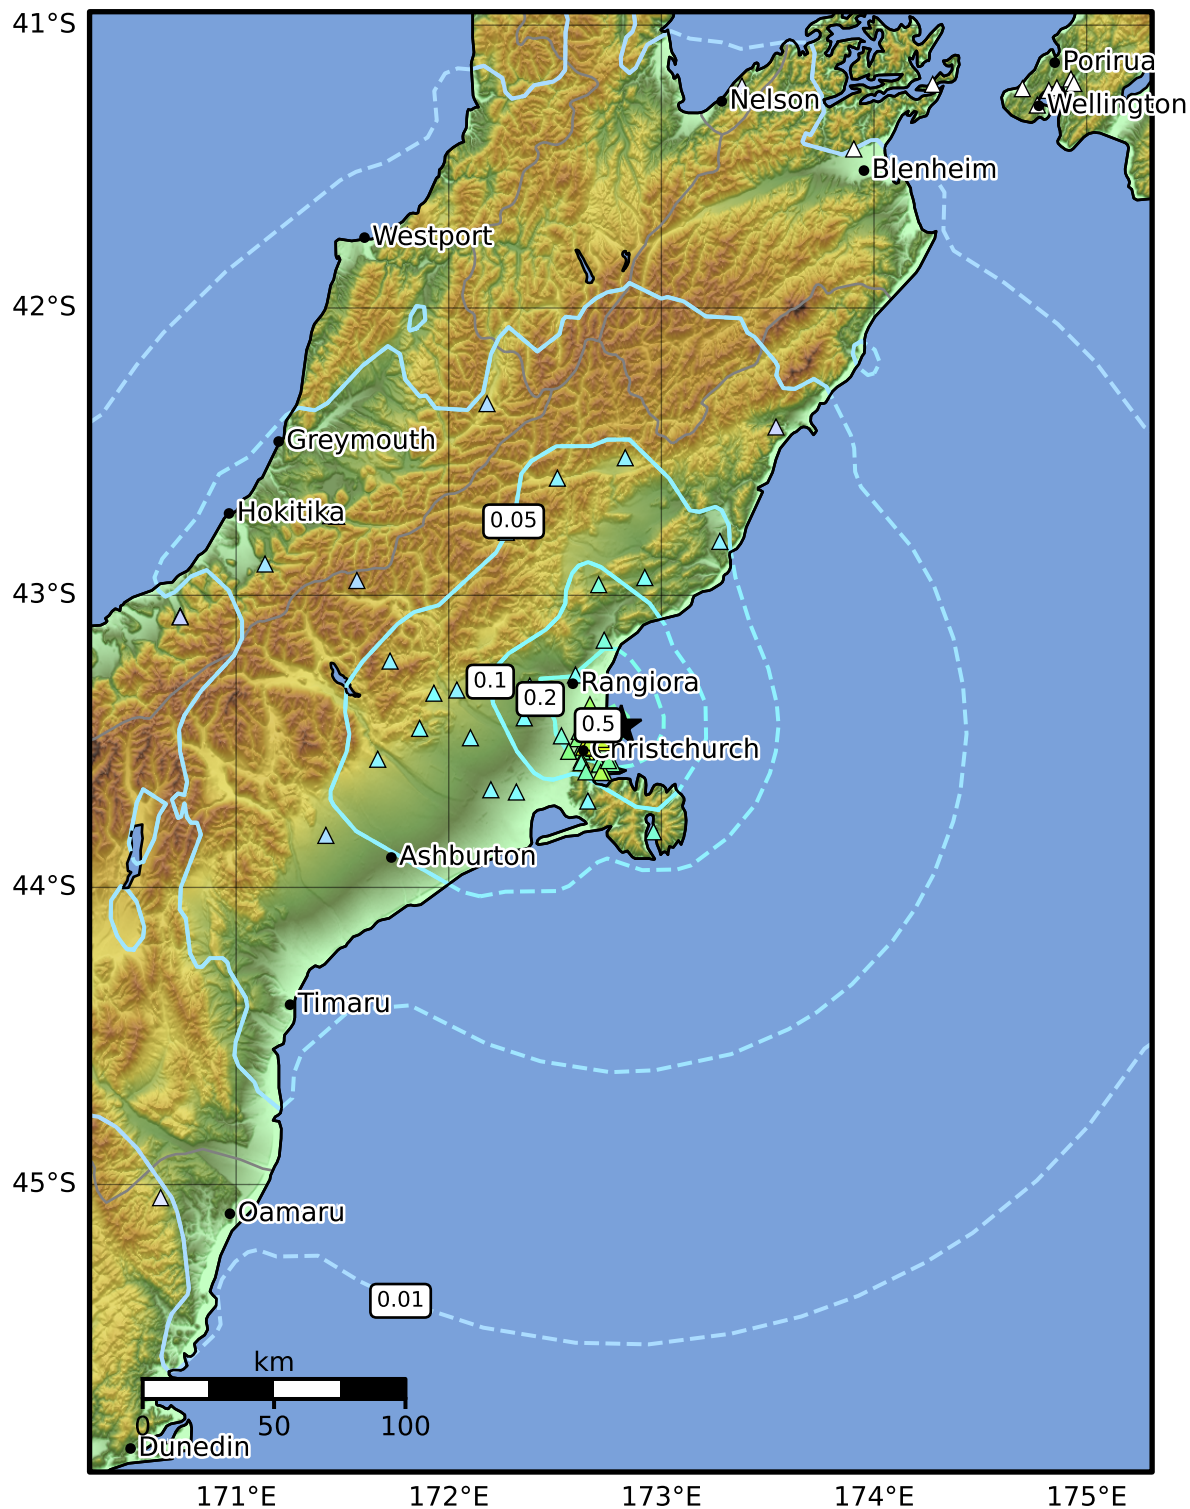 41°S
Porirua
Nelson
Wellington
Blenheim
Westport
42°S
Greymouth
Hokitika
0.05
43°S
0.1
Rangiora
0.2
0.5
Christchurch
Ashburton
44°S
Timaru
45°S
Oamaru
0.01
km
0 50 100
Dunedin
171°E 172°E 173°E 174°E 175°E